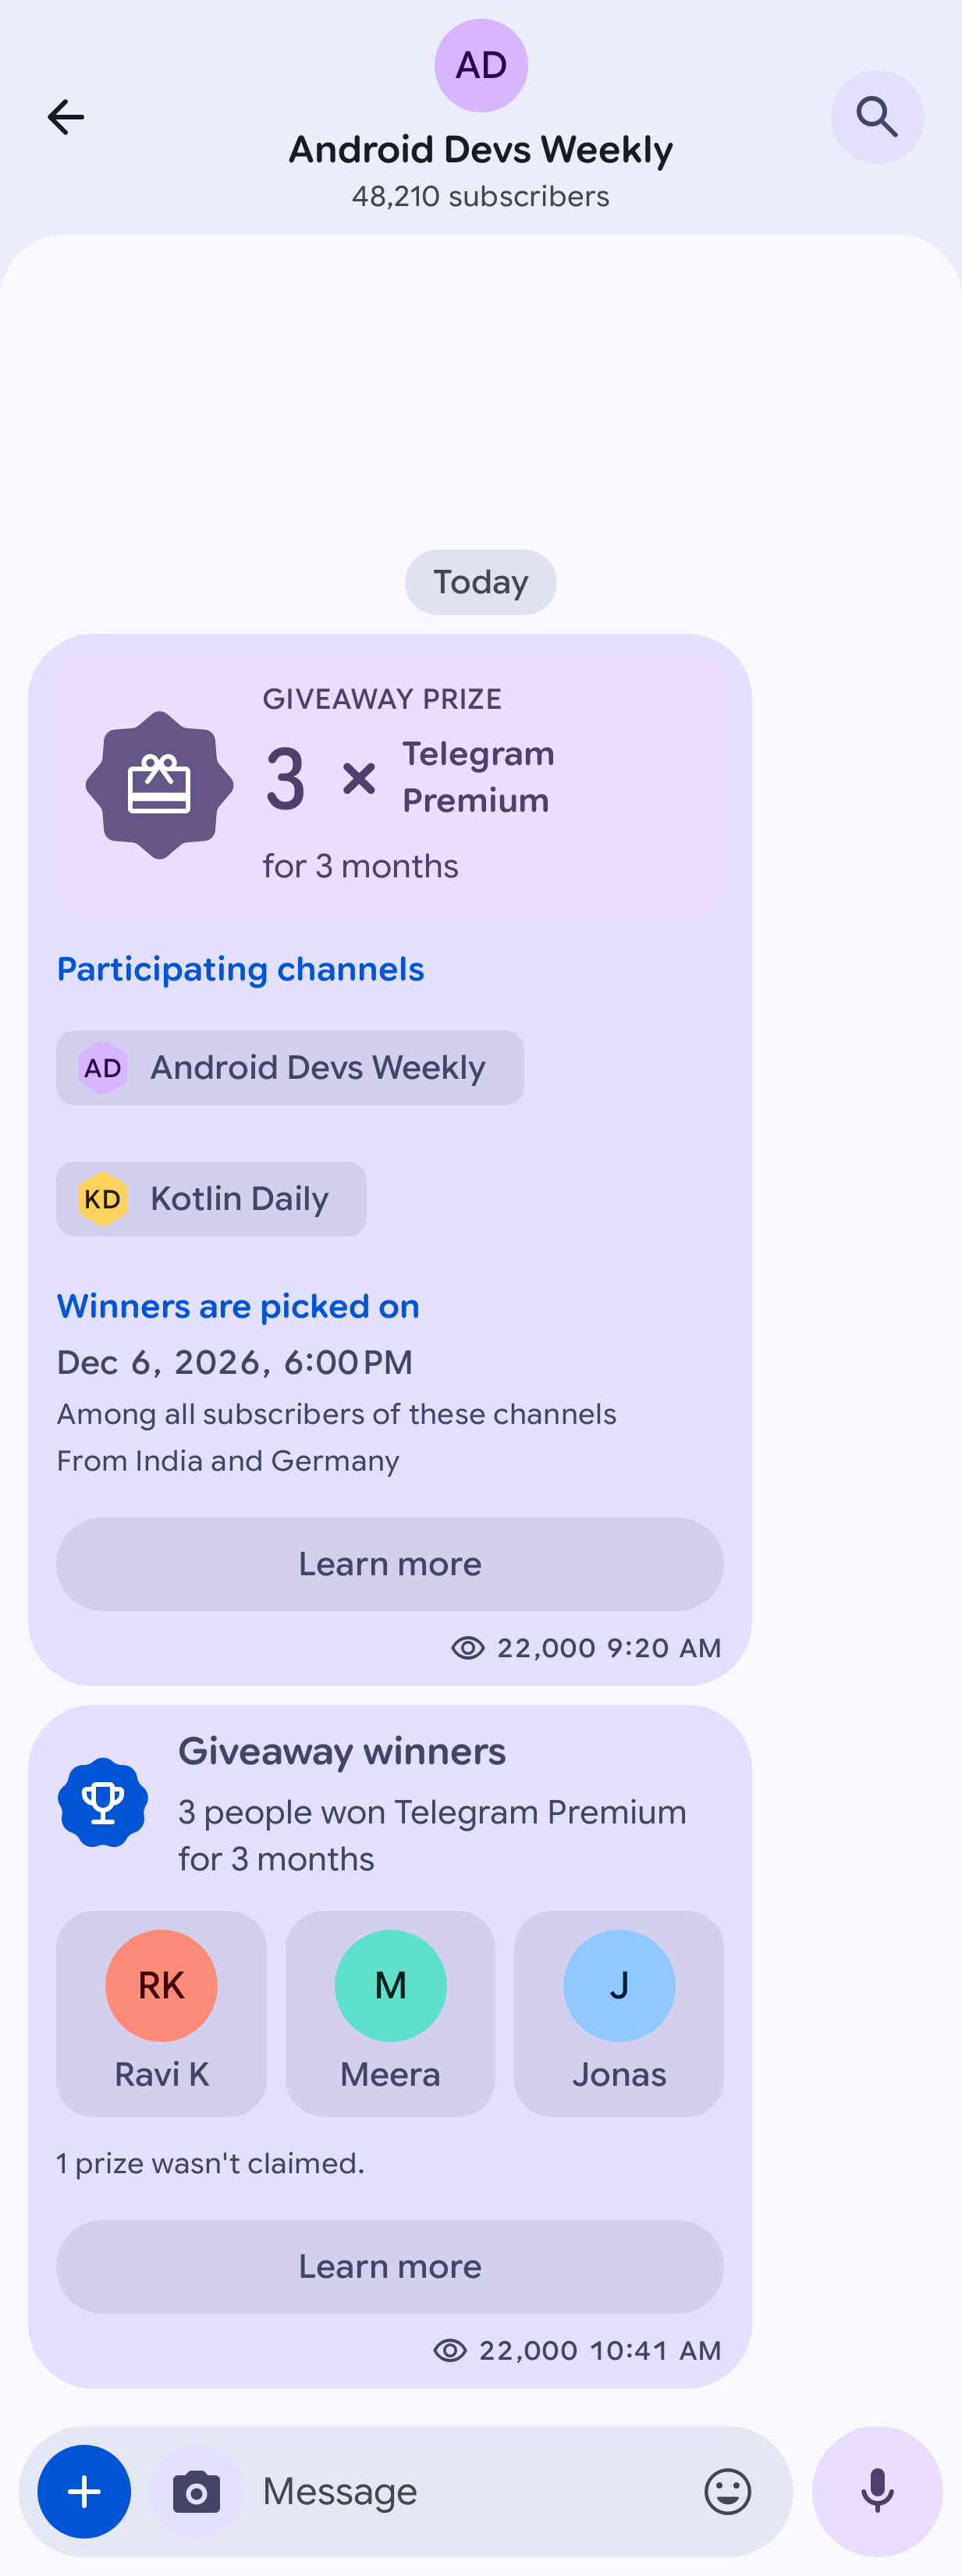 AD
Android Devs Weekly
48,210 subscribers
Today
GIVEAWAY PRIZE
3 × Telegram Premium
for 3 months
Participating channels
AD Android Devs Weekly
KD Kotlin Daily
Winners are picked on
Dec 6, 2026, 6:00 PM
Among all subscribers of these channels
From India and Germany
Learn more
22,000 9:20 AM
Giveaway winners
3 people won Telegram Premium
for 3 months
RK M J
Ravi K Meera Jonas
1 prize wasn't claimed.
Learn more
22,000 10:41 AM
Message